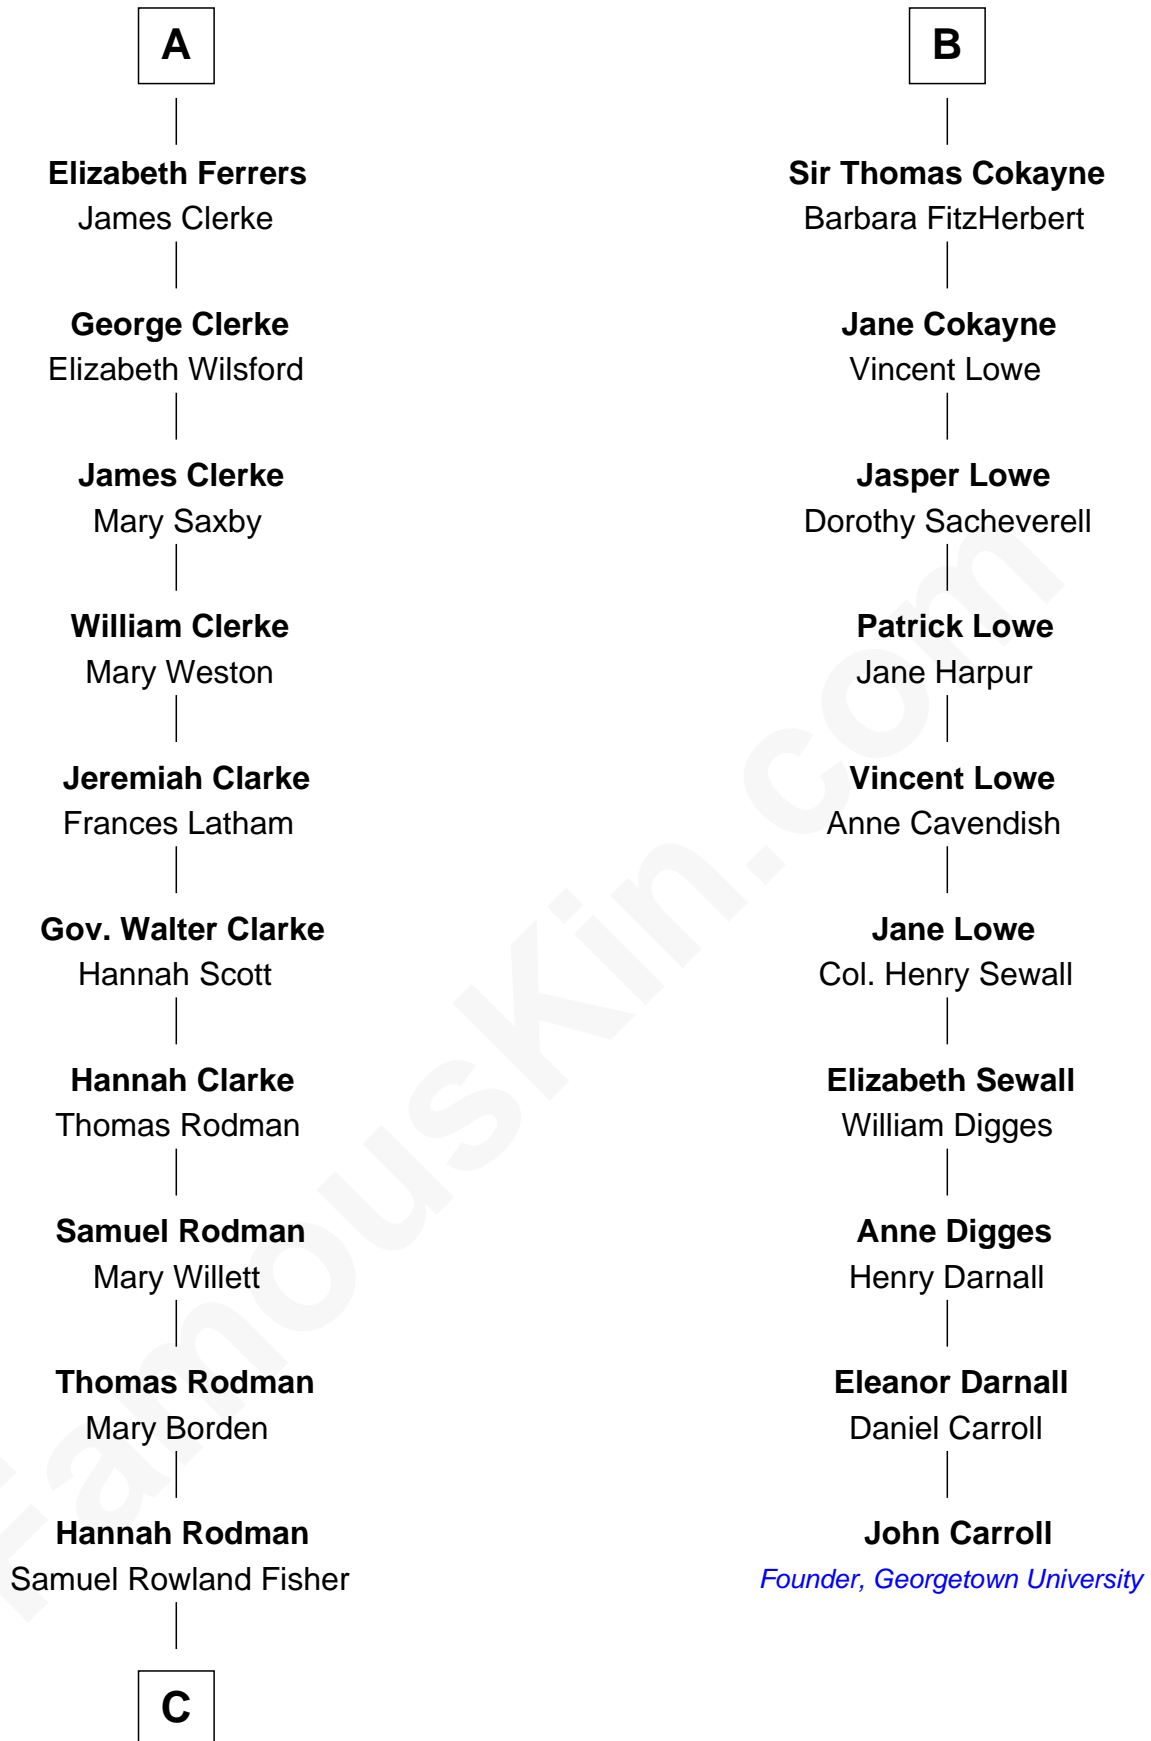 A
Elizabeth Ferrers
James Clerke
George Clerke
Elizabeth Wilsford
James Clerke
Mary Saxby
William Clerke
Mary Weston
Jeremiah Clarke
Frances Latham
Gov. Walter Clarke
Hannah Scott
Hannah Clarke
Thomas Rodman
Samuel Rodman
Mary Willett
Thomas Rodman
Mary Borden
Hannah Rodman
Samuel Rowland Fisher
C
B
Sir Thomas Cokayne
Barbara FitzHerbert
Jane Cokayne
Vincent Lowe
Jasper Lowe
Dorothy Sacheverell
Patrick Lowe
Jane Harpur
Vincent Lowe
Anne Cavendish
Jane Lowe
Col. Henry Sewall
Elizabeth Sewall
William Digges
Anne Digges
Henry Darnall
Eleanor Darnall
Daniel Carroll
John Carroll
Founder, Georgetown University
FamousKin.com